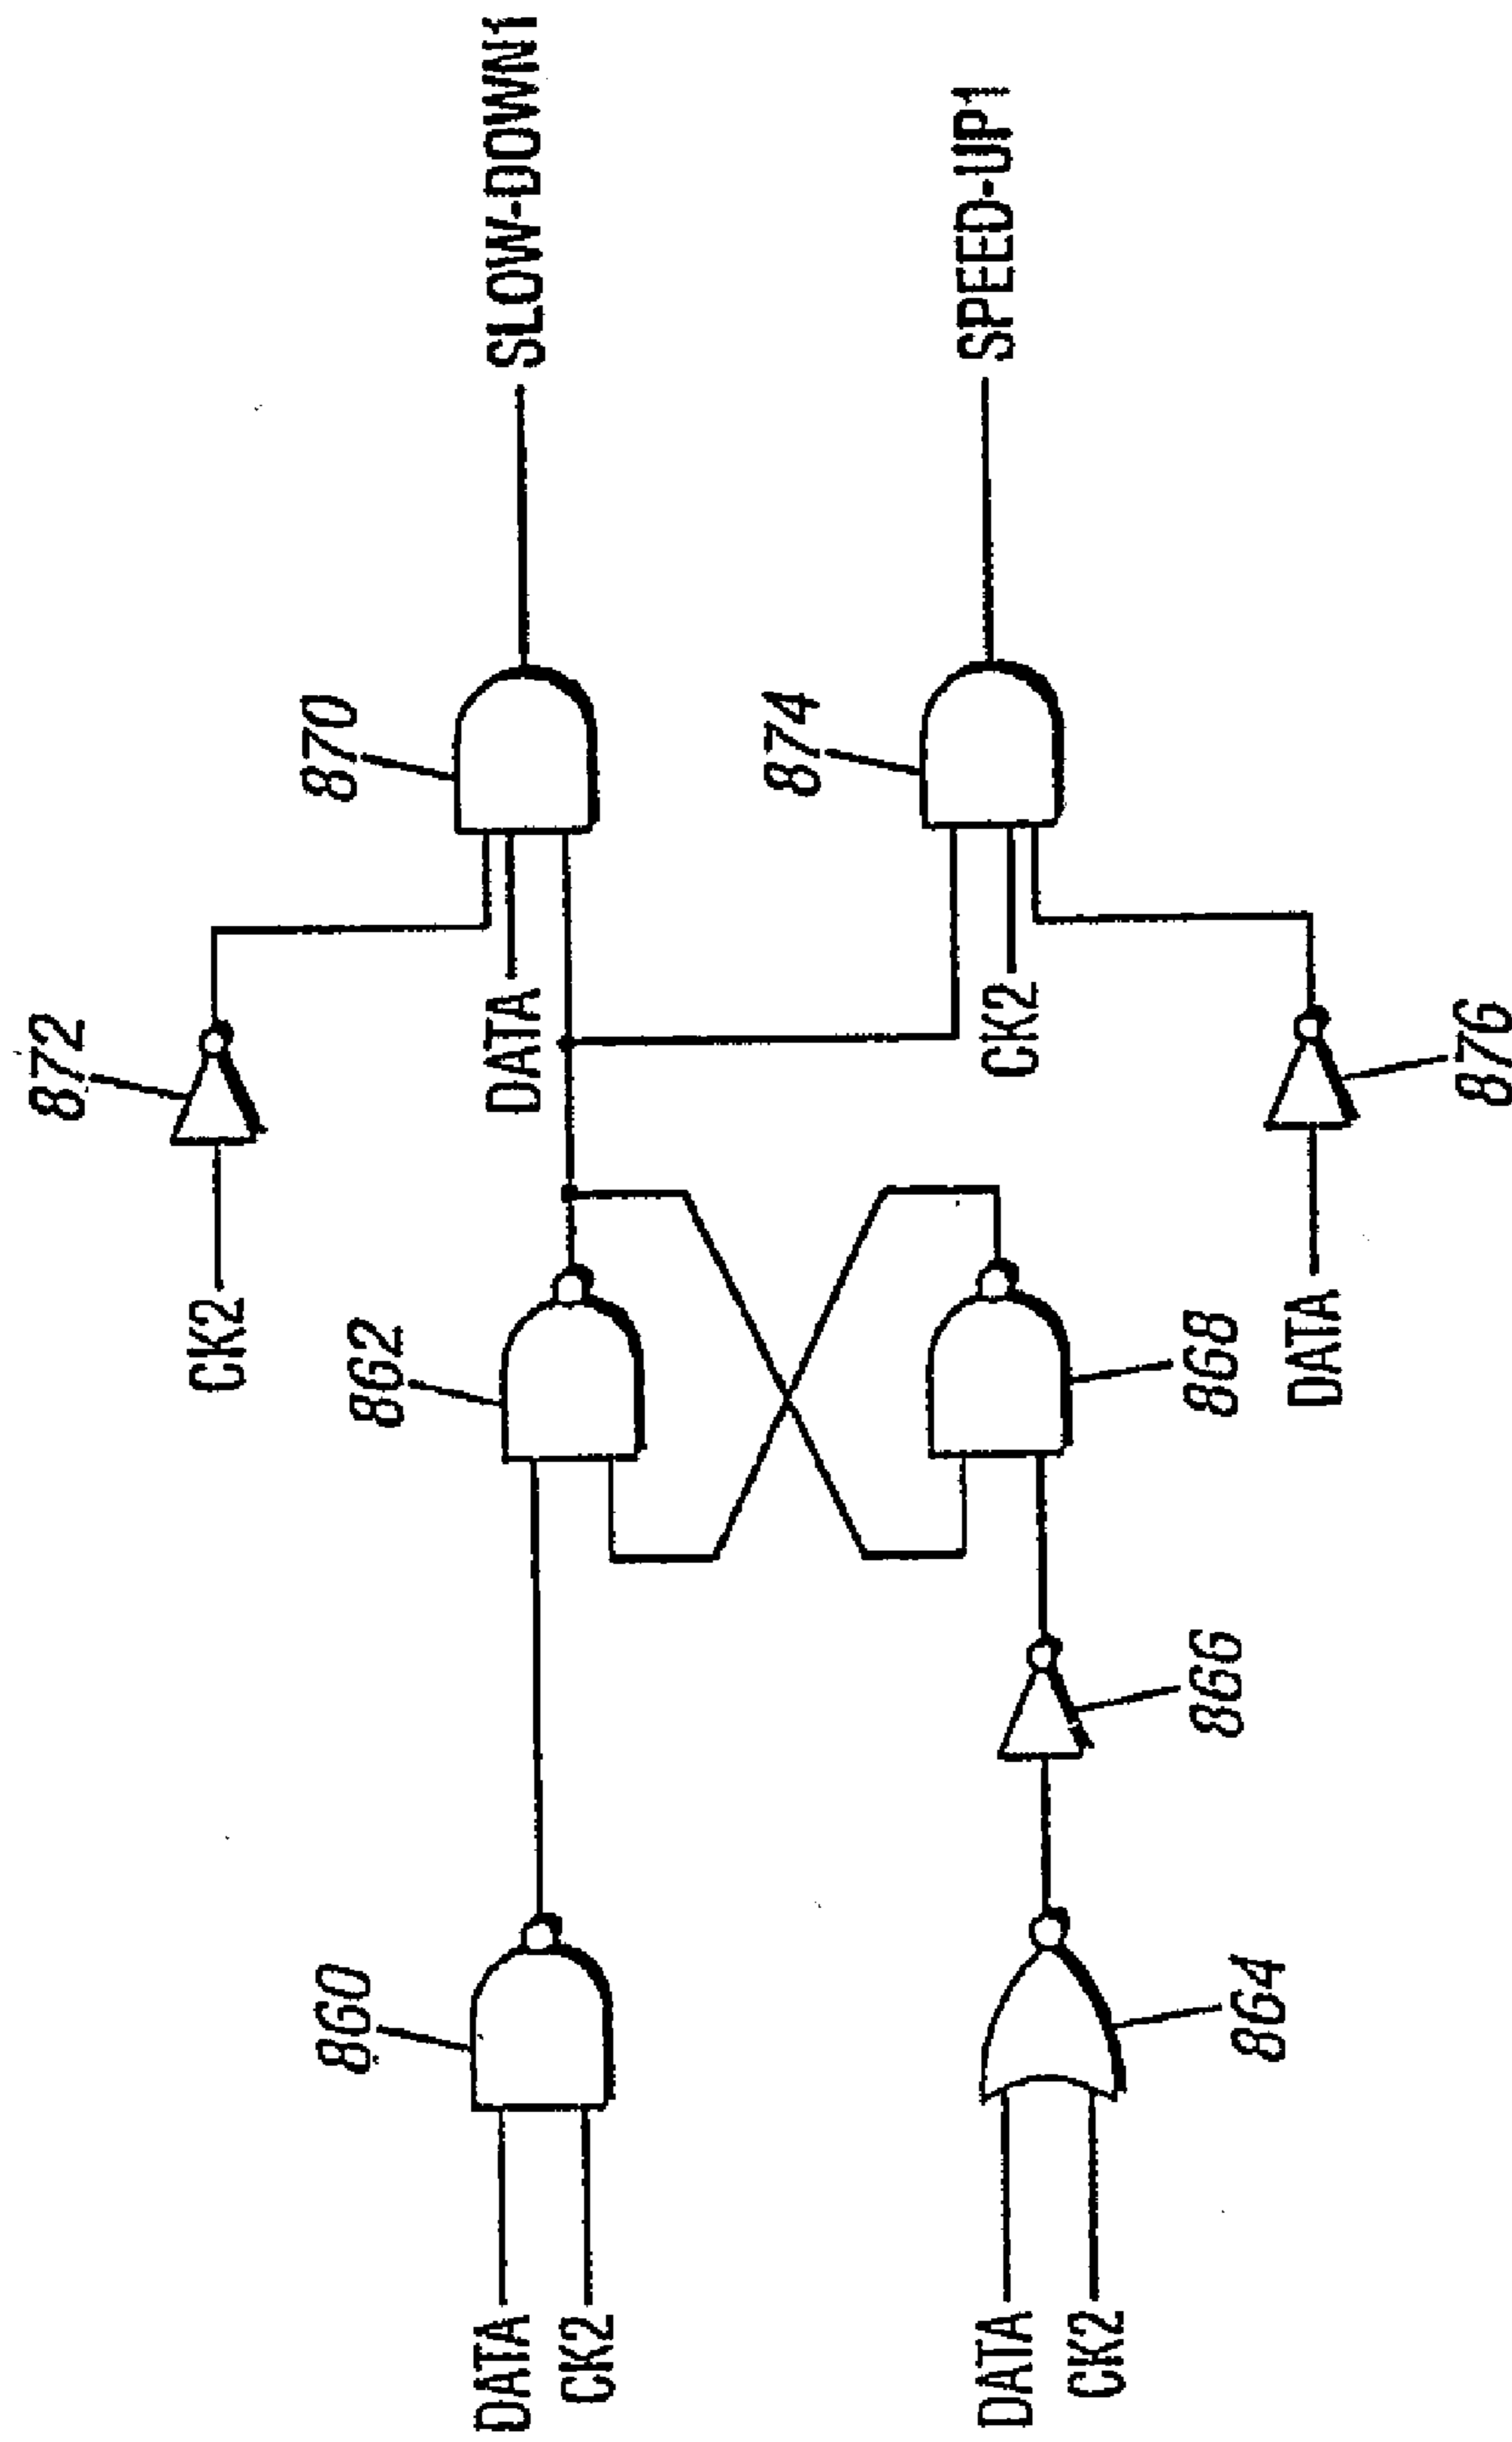 872
CK2
870
SLOW-DOWN1
860
862
DATA
DATA
CK2
874
SPEED-UP1
CK2
DATA
CK2
864
866
868
DATA
876